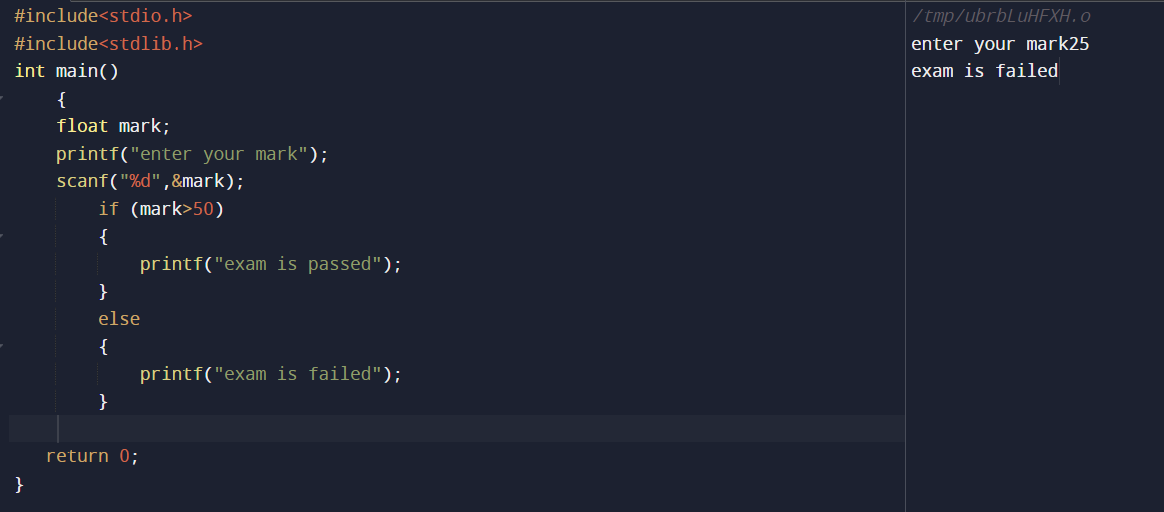 #include<stdio.h>
#include<stdlib.h>
int main()
    {
    float mark;
    printf("enter your mark");
    scanf("%d",&mark);
        if (mark>50)
        {
            printf("exam is passed");
        }
        else
        {
            printf("exam is failed");
        }
   return 0;
}
/tmp/ubrbLuHFXH.o
enter your mark25
exam is failed